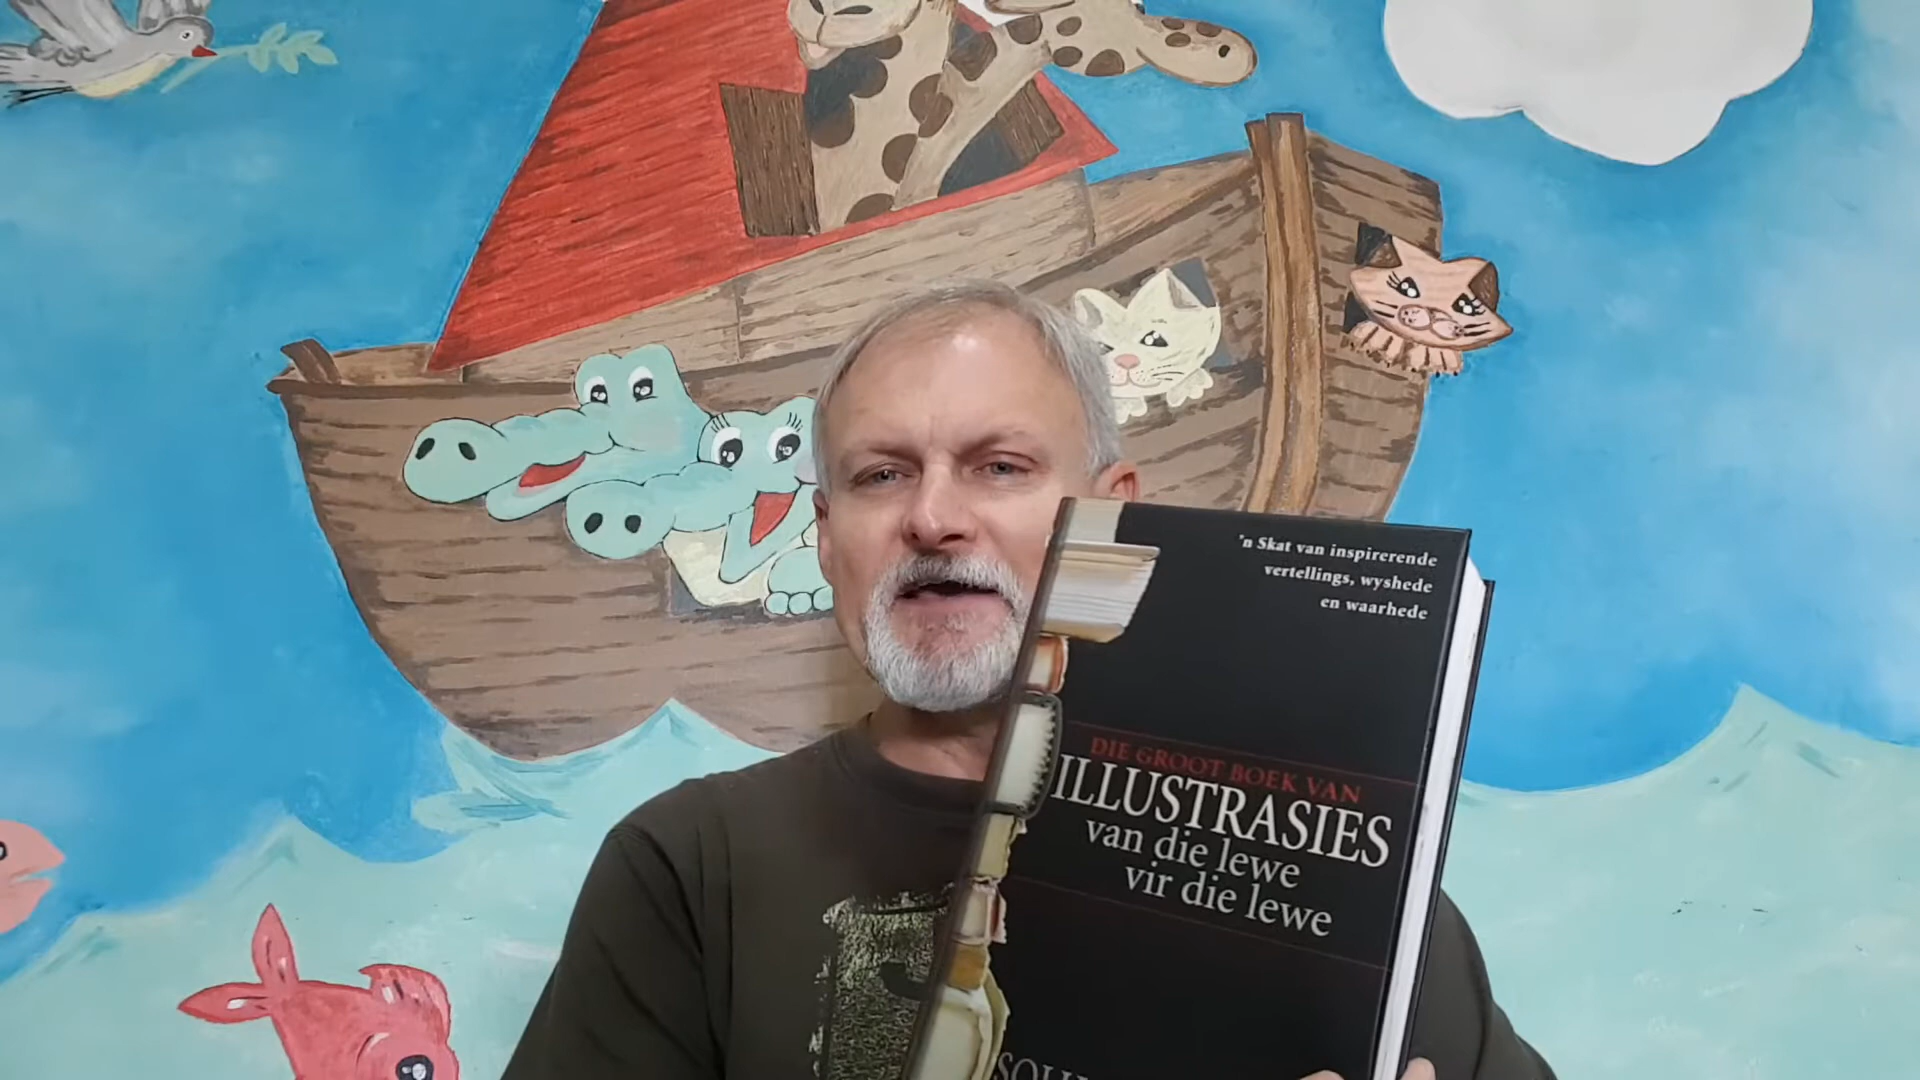 'n Skat van inspirerende
vertellings, wyshede
en waarhede
DIE GROOT BOEK VAN
ILLUSTRASIES
van die lewe
vir die lewe